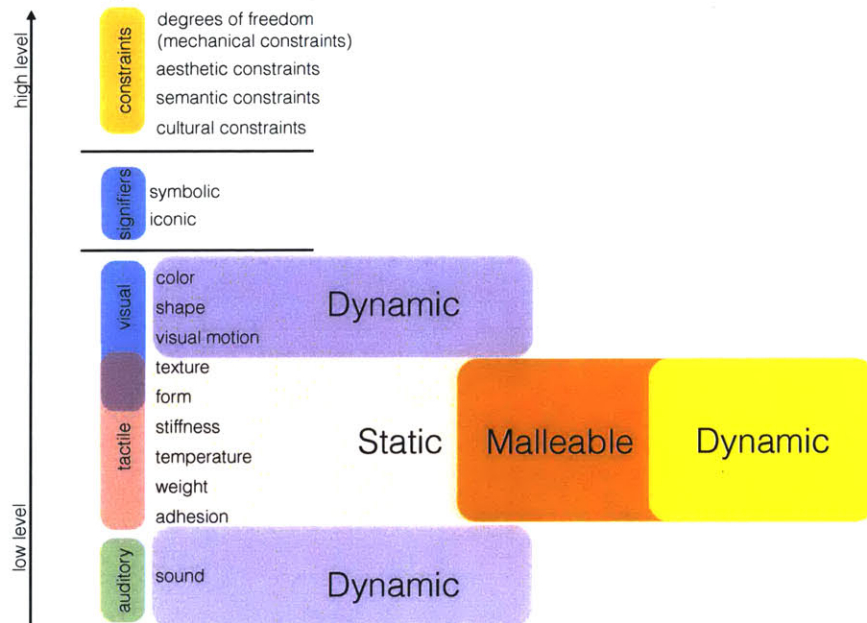 high level
constraints
degrees of freedom
(mechanical constraints)
aesthetic constraints
semantic constraints
cultural constraints
signifiers
symbolic
iconic
visual
color
shape
visual motion
Dynamic
texture
form
tactile
stiffness
temperature
weight
adhesion
Static
Malleable
Dynamic
low level
auditory
sound
Dynamic